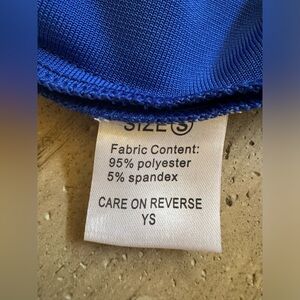 SIZE Ⓢ
Fabric Content:
95% polyester
5% spandex
CARE ON REVERSE
YS